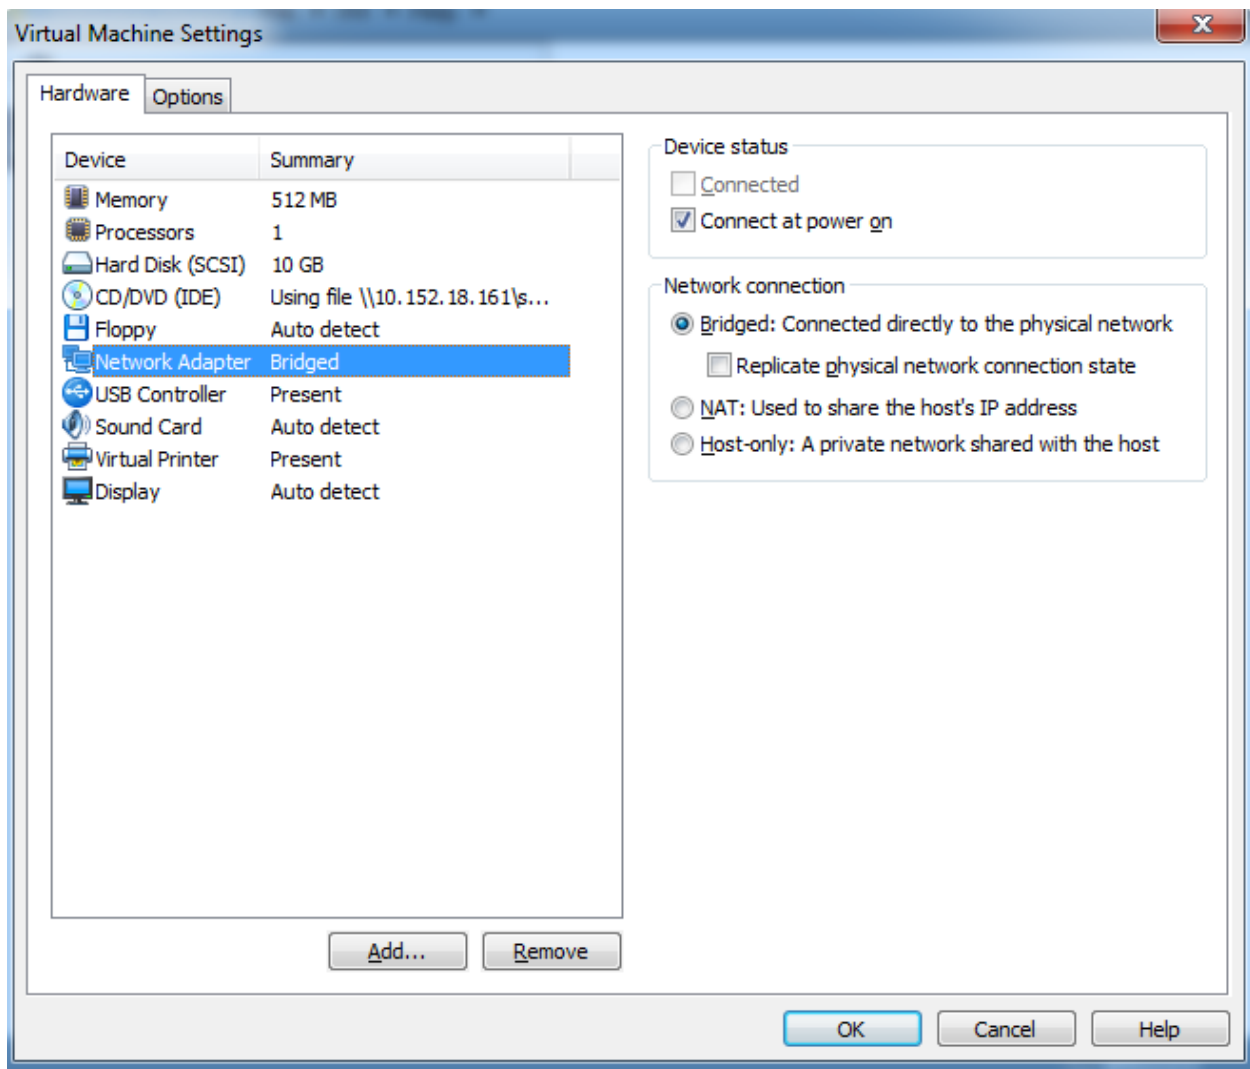 Virtual Machine Settings
Hardware
Options
Device Summary
Memory 512 MB
Processors 1
Hard Disk (SCSI) 10 GB
CD/DVD (IDE) Using file \\10.152.18.161\s...
Floppy Auto detect
Network Adapter Bridged
USB Controller Present
Sound Card Auto detect
Virtual Printer Present
Display Auto detect
Add...
Remove
Device status
Connected
Connect at power on
Network connection
Bridged: Connected directly to the physical network
Replicate physical network connection state
NAT: Used to share the host's IP address
Host-only: A private network shared with the host
OK
Cancel
Help